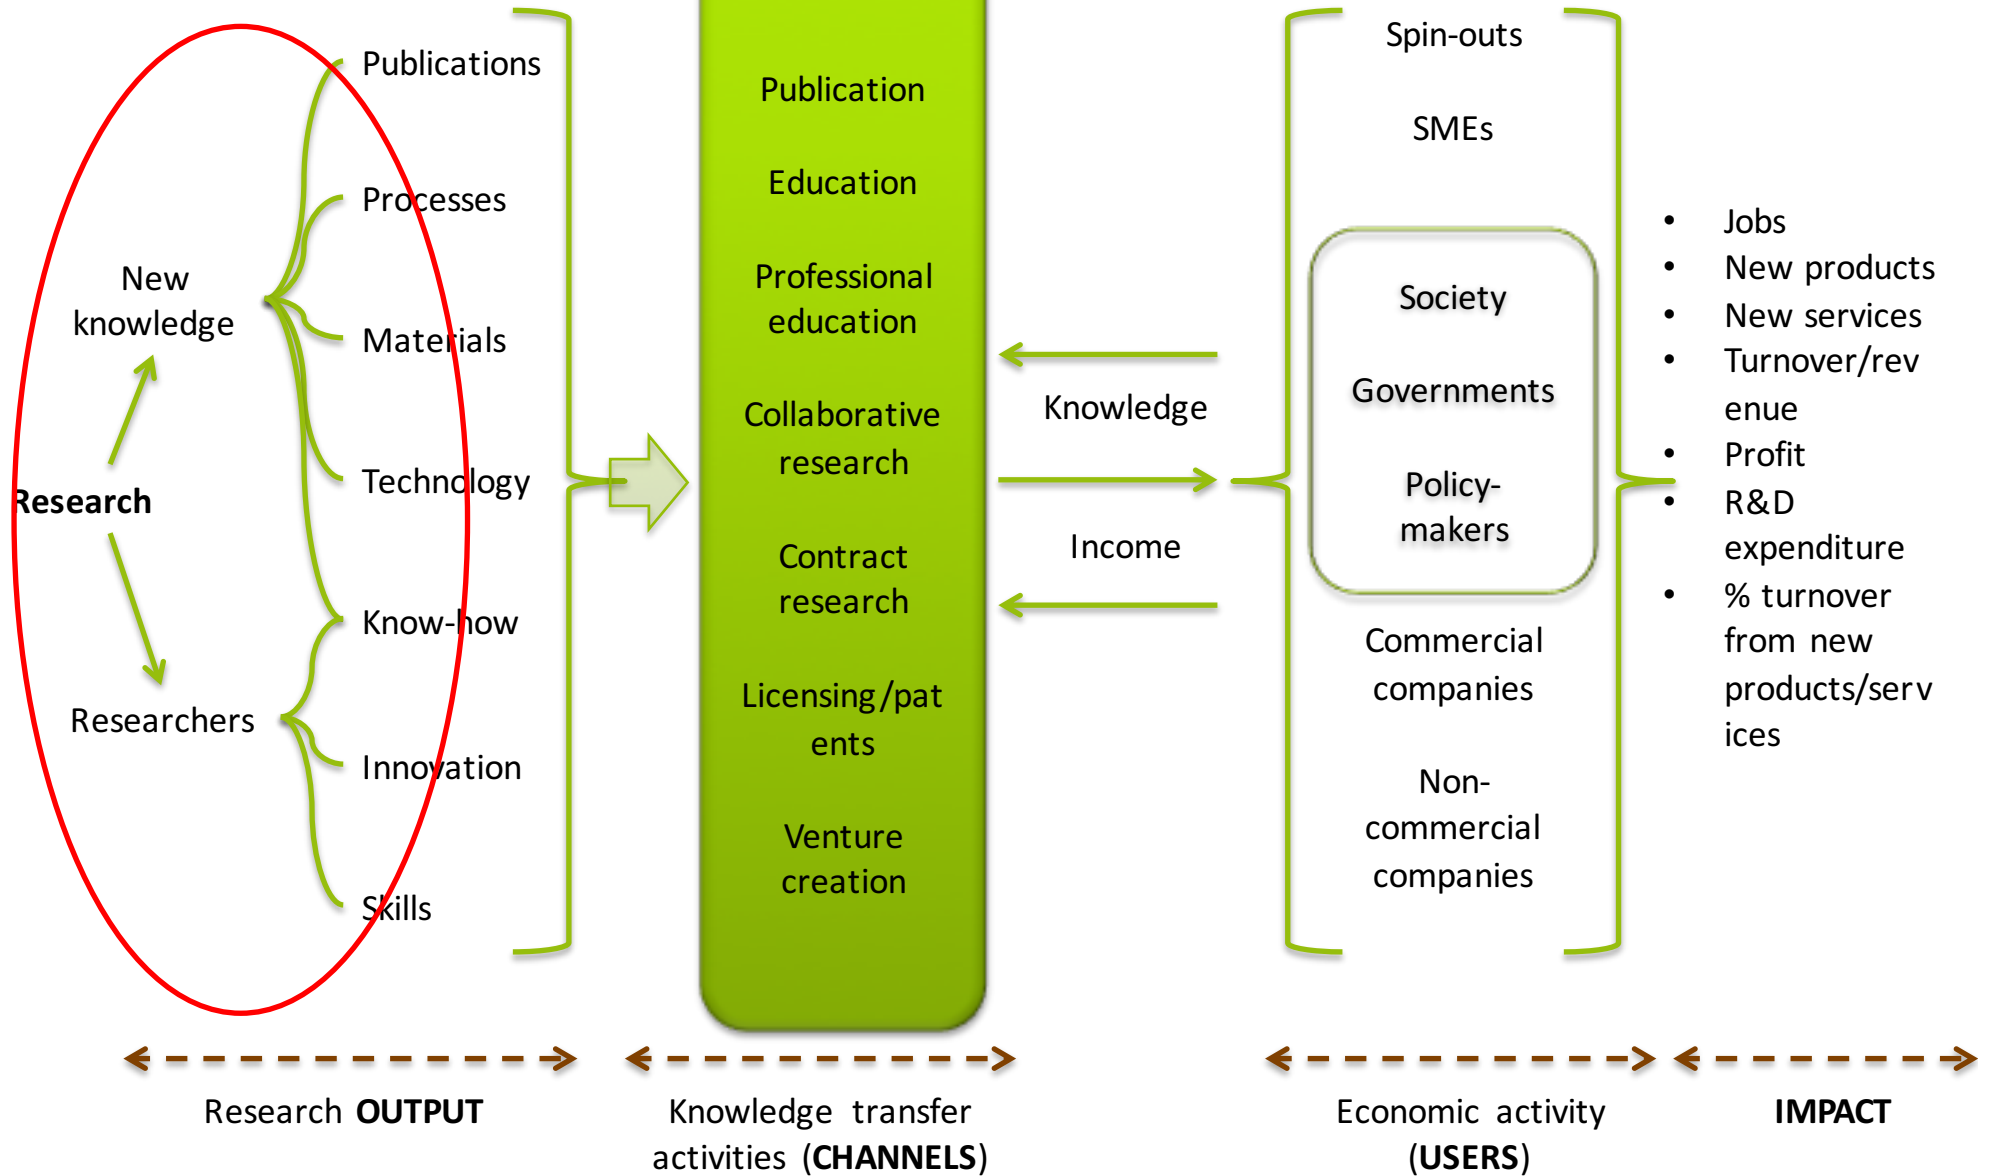 Publications
Processes
New
knowledge
Materials
Technology
Research
Know-how
Researchers
Innovation
Skills
Publication
Education
Professional
education
Collaborative
research
Contract
research
Licensing/pat
ents
Venture
creation
Knowledge
Income
Spin-outs
SMEs
Society
Governments
Policy-
makers
Commercial
companies
Non-
commercial
companies
• Jobs
• New products
• New services
• Turnover/rev
enue
• Profit
• R&D
expenditure
• % turnover
from new
products/serv
ices
Research OUTPUT
Knowledge transfer
activities (CHANNELS)
Economic activity
(USERS)
IMPACT